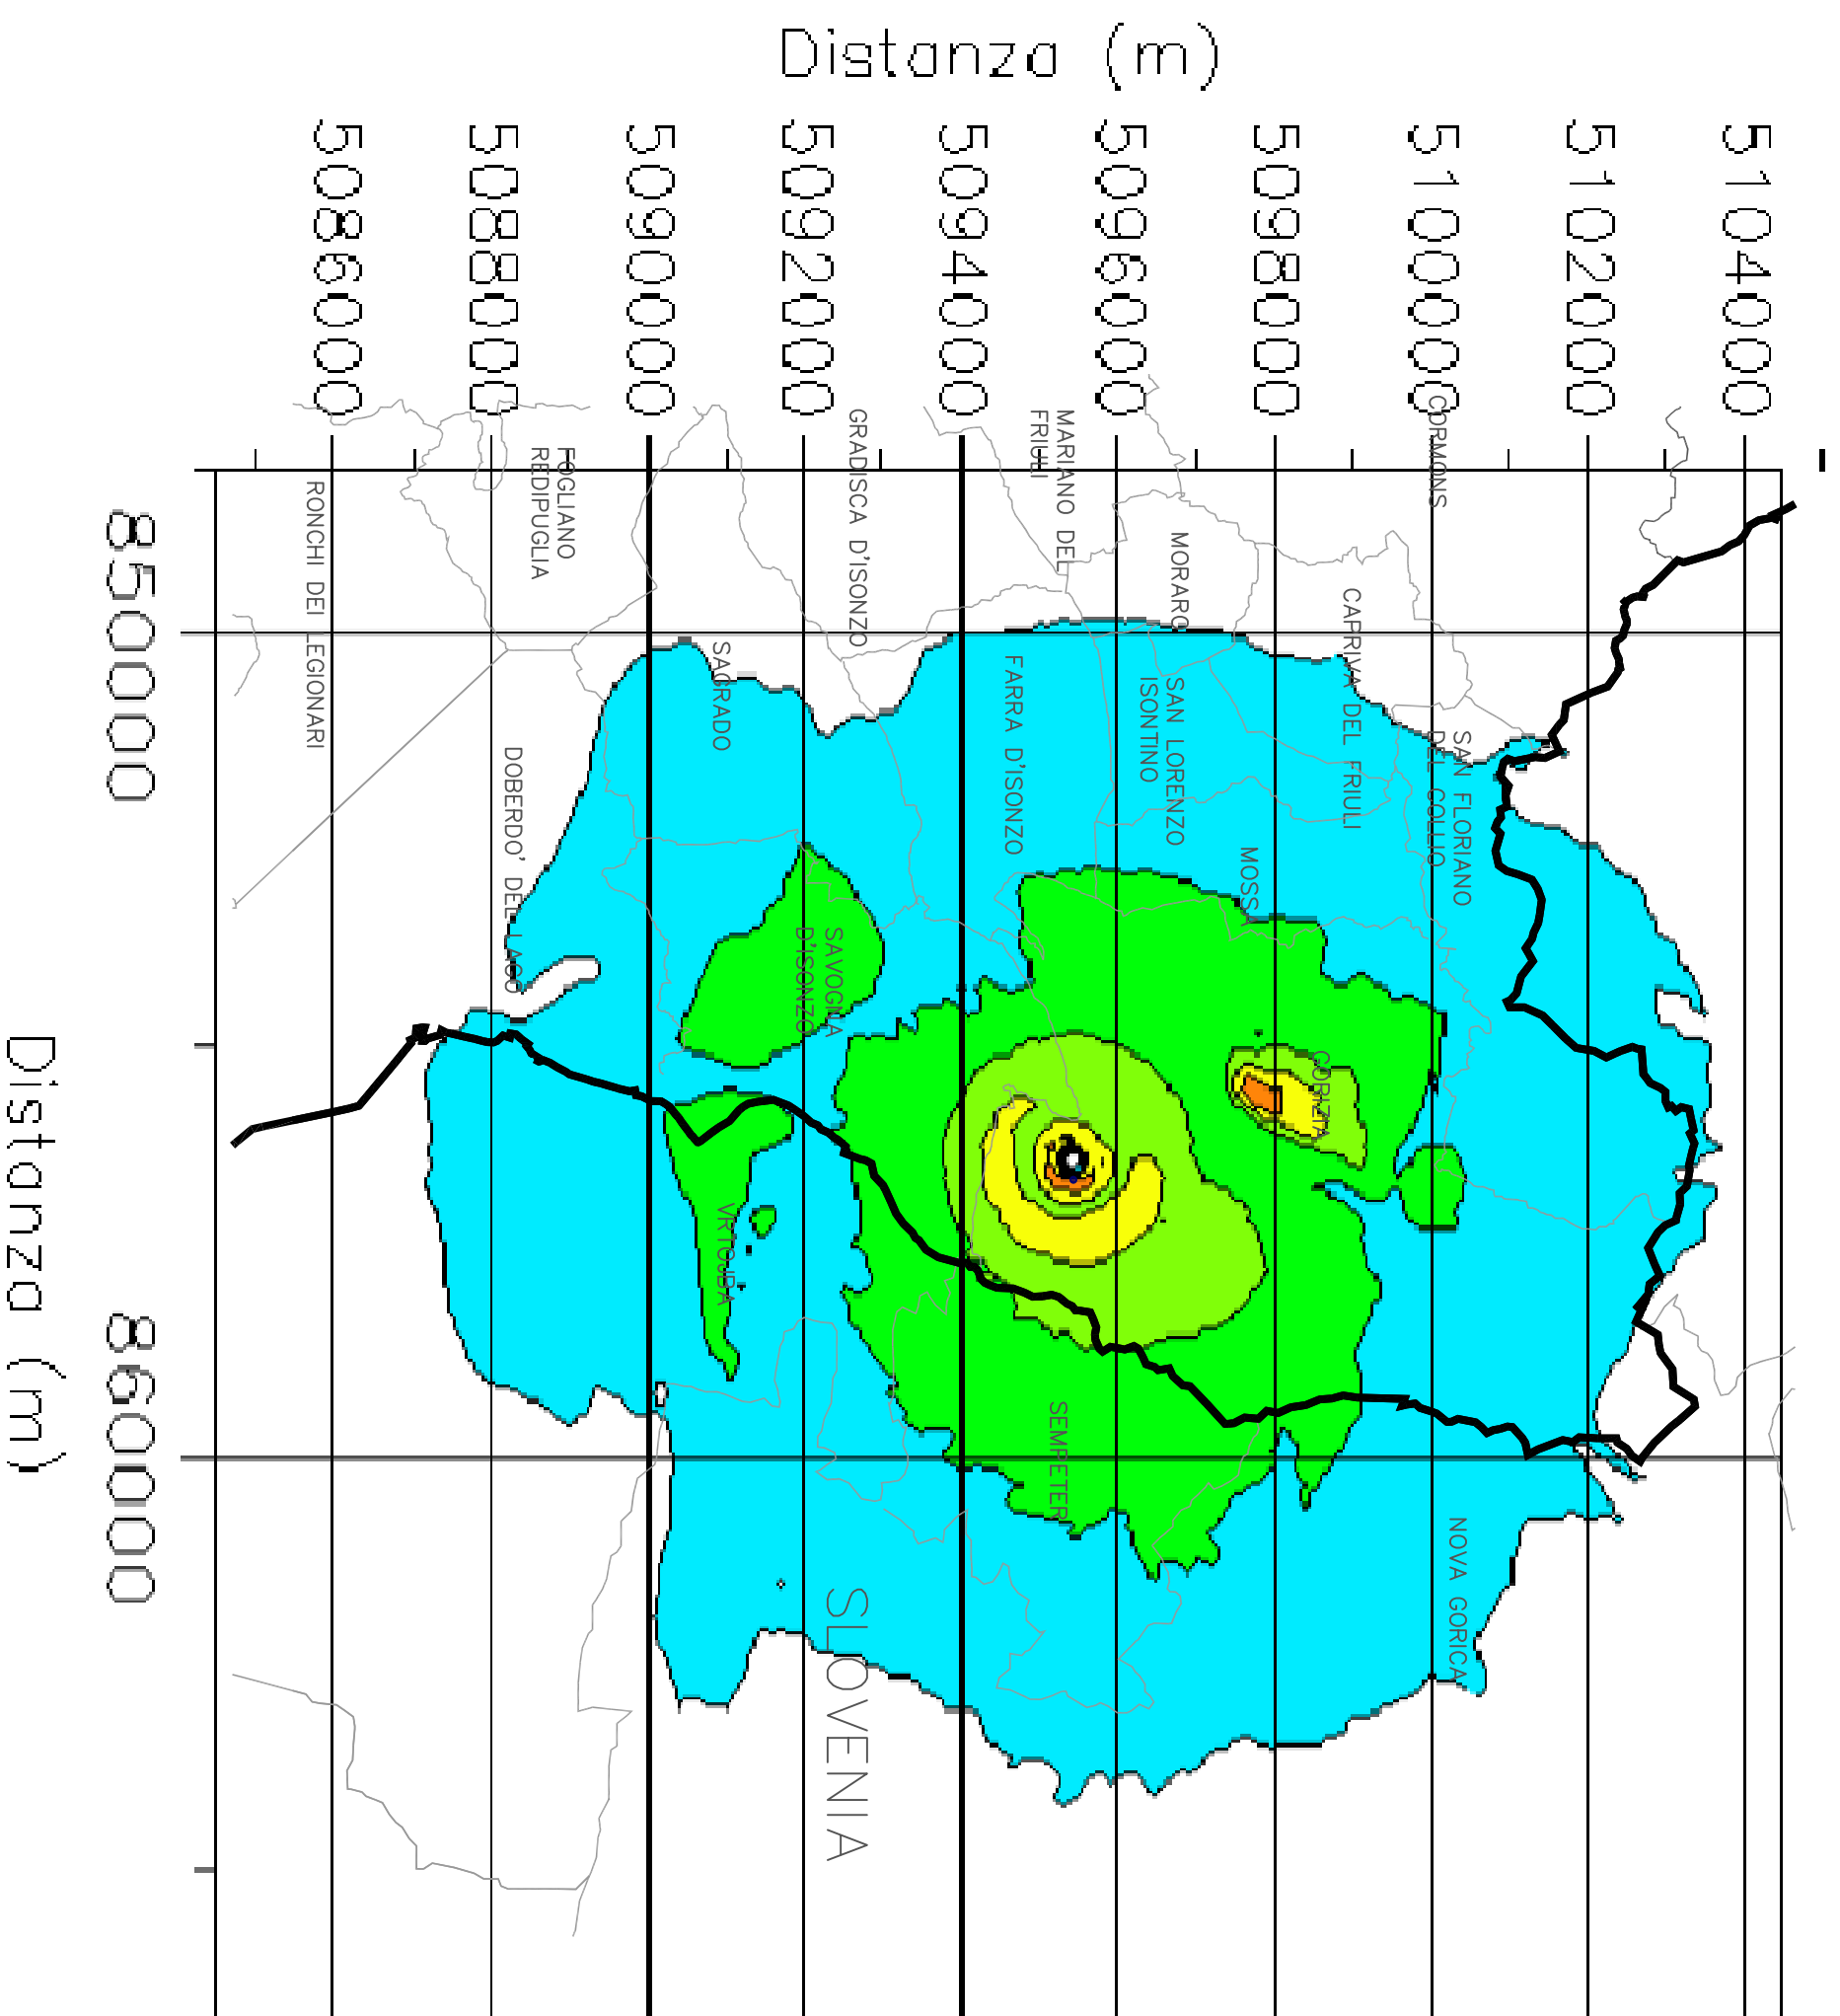 Distanza (m)
5104000
5102000
5100000
5098000
5096000
5094000
5092000
5090000
5088000
5086000
CORMONS
SAN FLORIANO
DEL COLLIO
CAPRIVA DEL FRIULI
MORARO
MOSSA
SAN LORENZO
ISONTINO
MARIANO DEL
FRIULI
FARRA D'ISONZO
GRADISCA D'ISONZO
SAGRADO
SAVOGNA
D'ISONZO
FOGLIANO
REDIPUGLIA
DOBERDO' DEL LAGO
RONCHI DEI LEGIONARI
GORIZIA
VRTOJBA
SEMPETER
NOVA GORICA
SLOVENIA
850000
860000
Distanza (m)